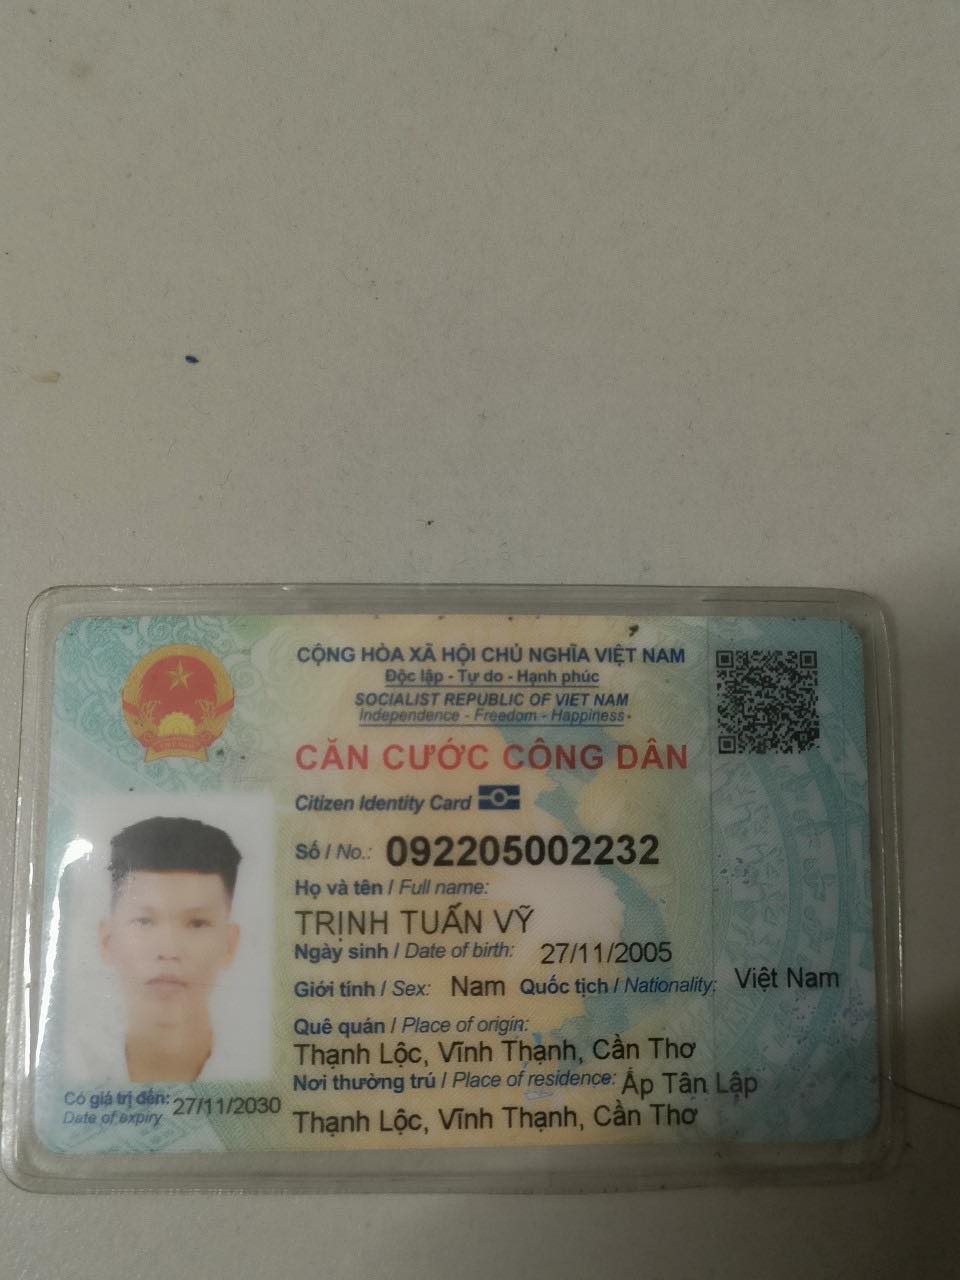 CỘNG HÒA XÃ HỘI CHỦ NGHĨA VIỆT NAM
Độc lập - Tự do - Hạnh phúc
SOCIALIST REPUBLIC OF VIET NAM
Independence - Freedom - Happiness
CĂN CƯỚC CÔNG DÂN
Citizen Identity Card
Số / No.: 092205002232
Họ và tên / Full name:
TRỊNH TUẤN VỸ
Ngày sinh / Date of birth: 27/11/2005
Giới tính / Sex: Nam Quốc tịch / Nationality: Việt Nam
Quê quán / Place of origin:
Thạnh Lộc, Vĩnh Thạnh, Cần Thơ
Nơi thường trú / Place of residence: Ấp Tân Lập
Thạnh Lộc, Vĩnh Thạnh, Cần Thơ
Có giá trị đến: 27/11/2030
Date of expiry